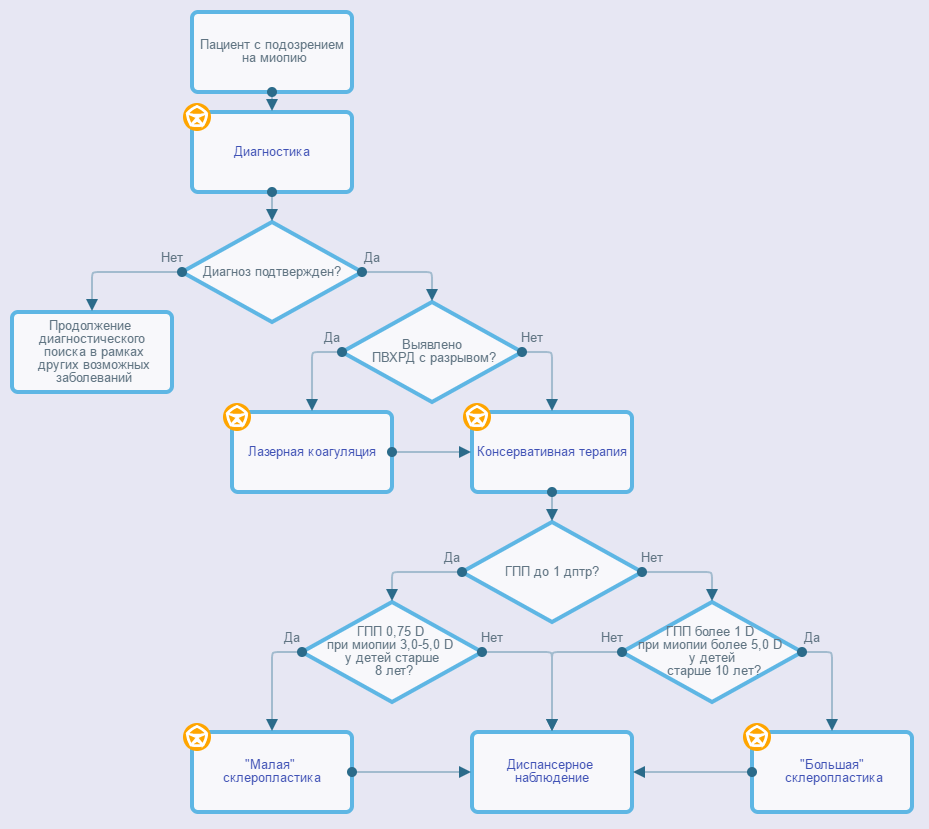 Пациент с подозрением
на миопию
Диагностика
Нет
Диагноз подтвержден?
Да
Продолжение
диагностического
поиска в рамках
других возможных
заболеваний
Да
Выявлено
ПВХРД с разрывом?
Нет
Лазерная коагуляция
Консервативная терапия
Да
ГПП до 1 дптр?
Нет
Да
ГПП 0,75 D
при миопии 3,0-5,0 D
у детей старше
8 лет?
Нет
Нет
ГПП более 1 D
при миопии более 5,0 D
у детей
старше 10 лет?
Да
"Малая"
склеропластика
Диспансерное
наблюдение
"Большая"
склеропластика